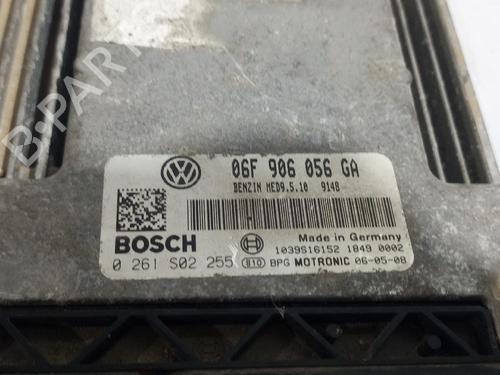 B-PARTS
06F 906 056 GA
BENZIN MED9.5.10 9148
BOSCH
Made in Germany
1039S16152 1849 0002
0 261 S02 255 B10 BPG MOTRONIC 06-05-08